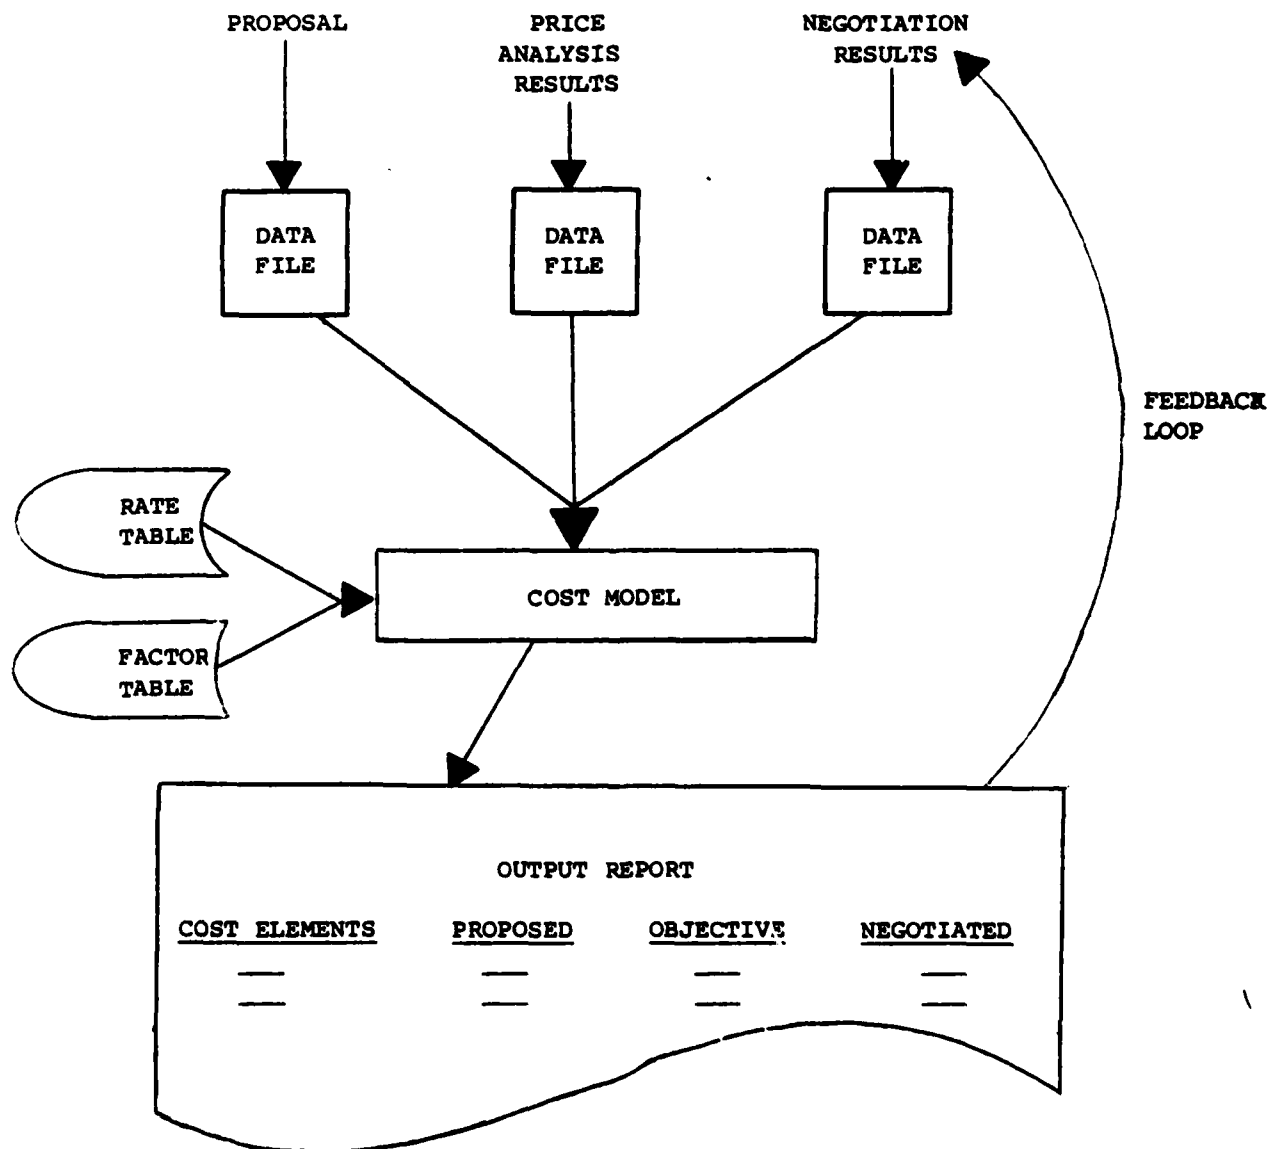 PROPOSAL
PRICE
ANALYSIS
RESULTS
NEGOTIATION
RESULTS
DATA
FILE
DATA
FILE
DATA
FILE
FEEDBACK
LOOP
RATE
TABLE
COST MODEL
FACTOR
TABLE
OUTPUT REPORT
COST ELEMENTS PROPOSED OBJECTIVE NEGOTIATED